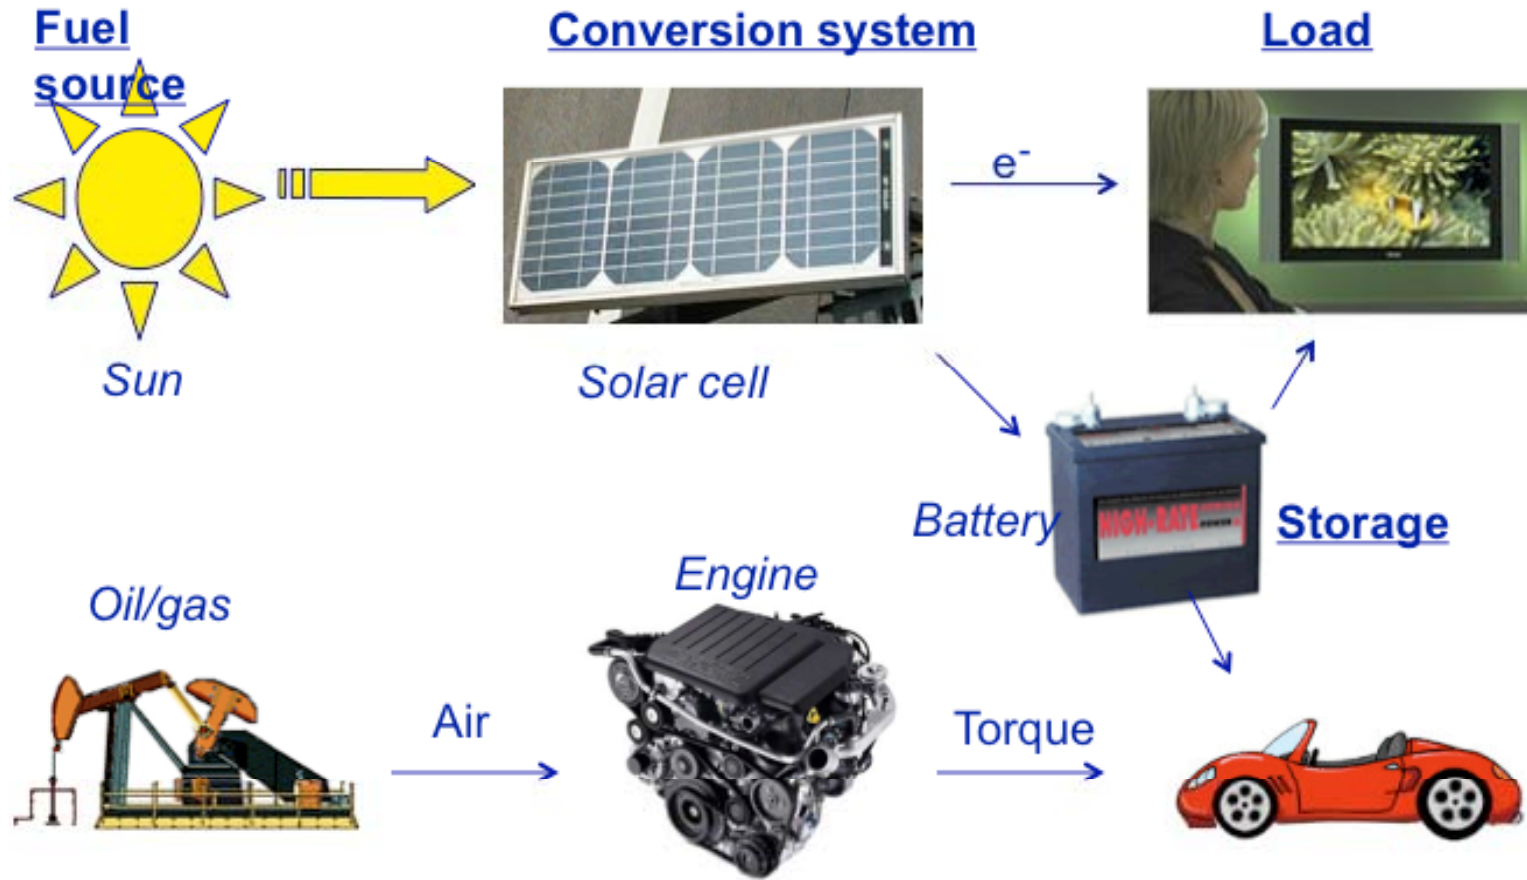 Fuel
source
Conversion system
Load
e-
Sun
Solar cell
Battery
HIGH-RATE
Storage
Oil/gas
Engine
Air
Torque